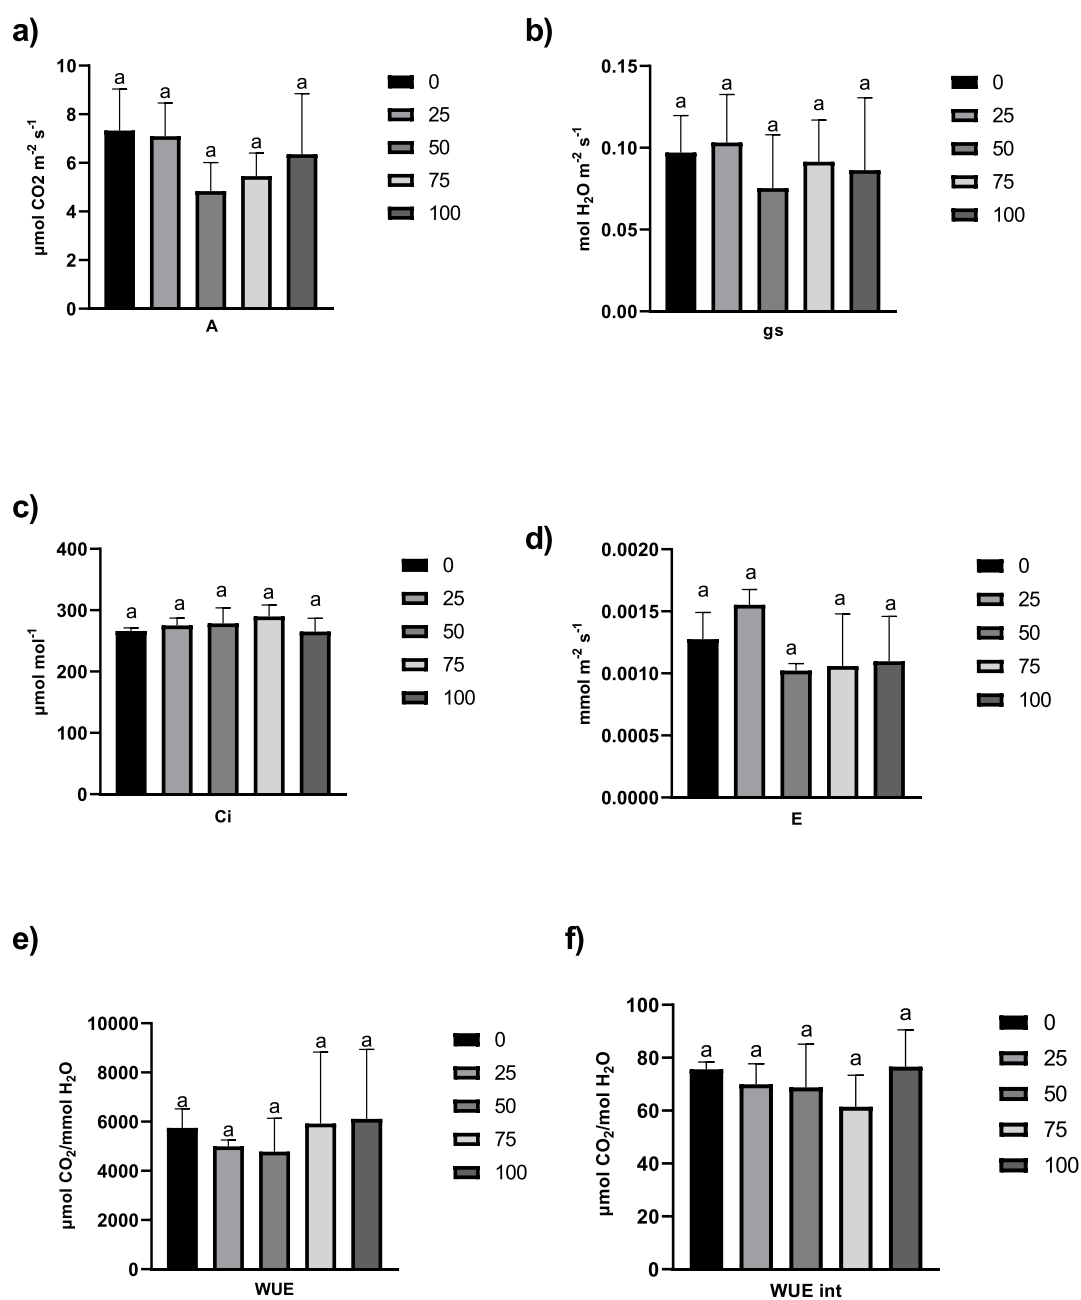 a)
10
8
6
4
2
0
µmol CO2 m-2 s-1
a
a
a
a
a
A
0
25
50
75
100
b)
0.15
0.10
0.05
0.00
mol H2O m-2 s-1
a
a
a
a
a
gs
0
25
50
75
100
c)
400
300
200
100
0
µmol mol-1
a
a
a
a
a
Ci
0
25
50
75
100
d)
0.0020
0.0015
0.0010
0.0005
0.0000
mmol m-2 s-1
a
a
a
a
a
E
0
25
50
75
100
e)
10000
8000
6000
4000
2000
0
µmol CO2/mmol H2O
a
a
a
a
a
WUE
0
25
50
75
100
f)
100
80
60
40
20
0
µmol CO2/mol H2O
a
a
a
a
a
WUE int
0
25
50
75
100